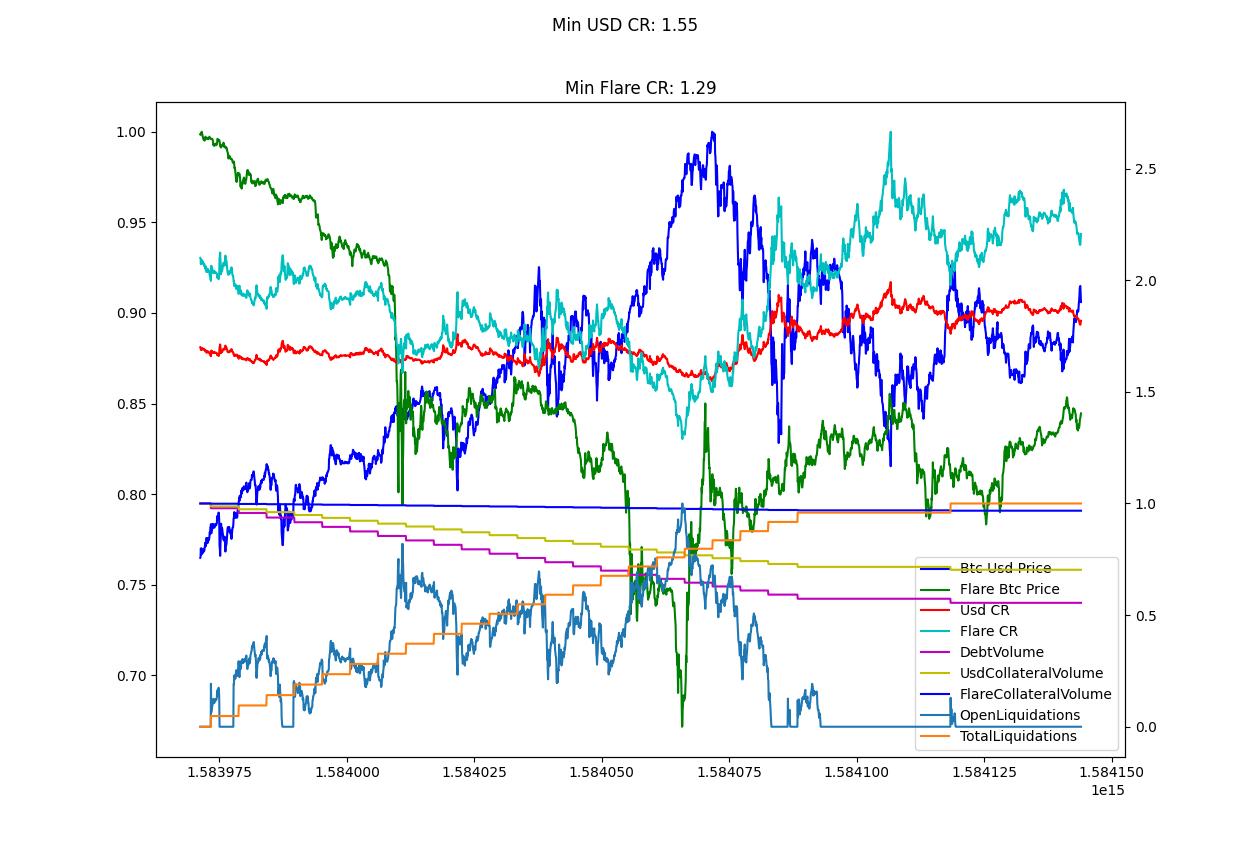 Min USD CR: 1.55
Min Flare CR: 1.29
1.00
0.95
0.90
0.85
0.80
0.75
0.70
2.5
2.0
1.5
1.0
0.5
0.0
Btc Usd Price
Flare Btc Price
Usd CR
Flare CR
DebtVolume
UsdCollateralVolume
FlareCollateralVolume
OpenLiquidations
TotalLiquidations
1.583975 1.584000 1.584025 1.584050 1.584075 1.584100 1.584125 1.584150
1e15